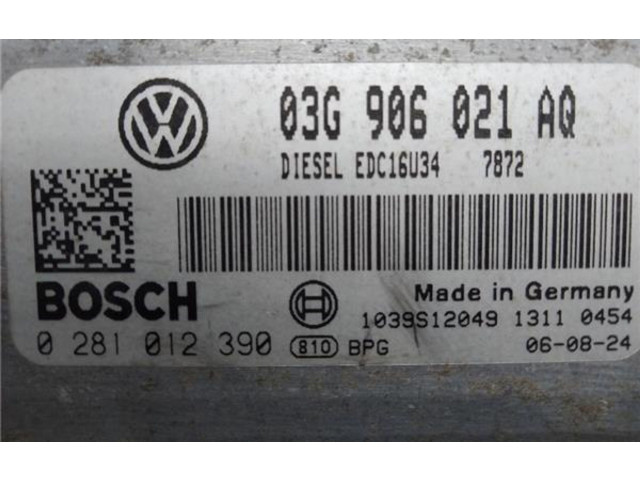 03G 906 021 AQ
DIESEL EDC16U34 7872
BOSCH
Made in Germany
1039S12049 1311 0454
0 281 012 390 810 BPG 06-08-24